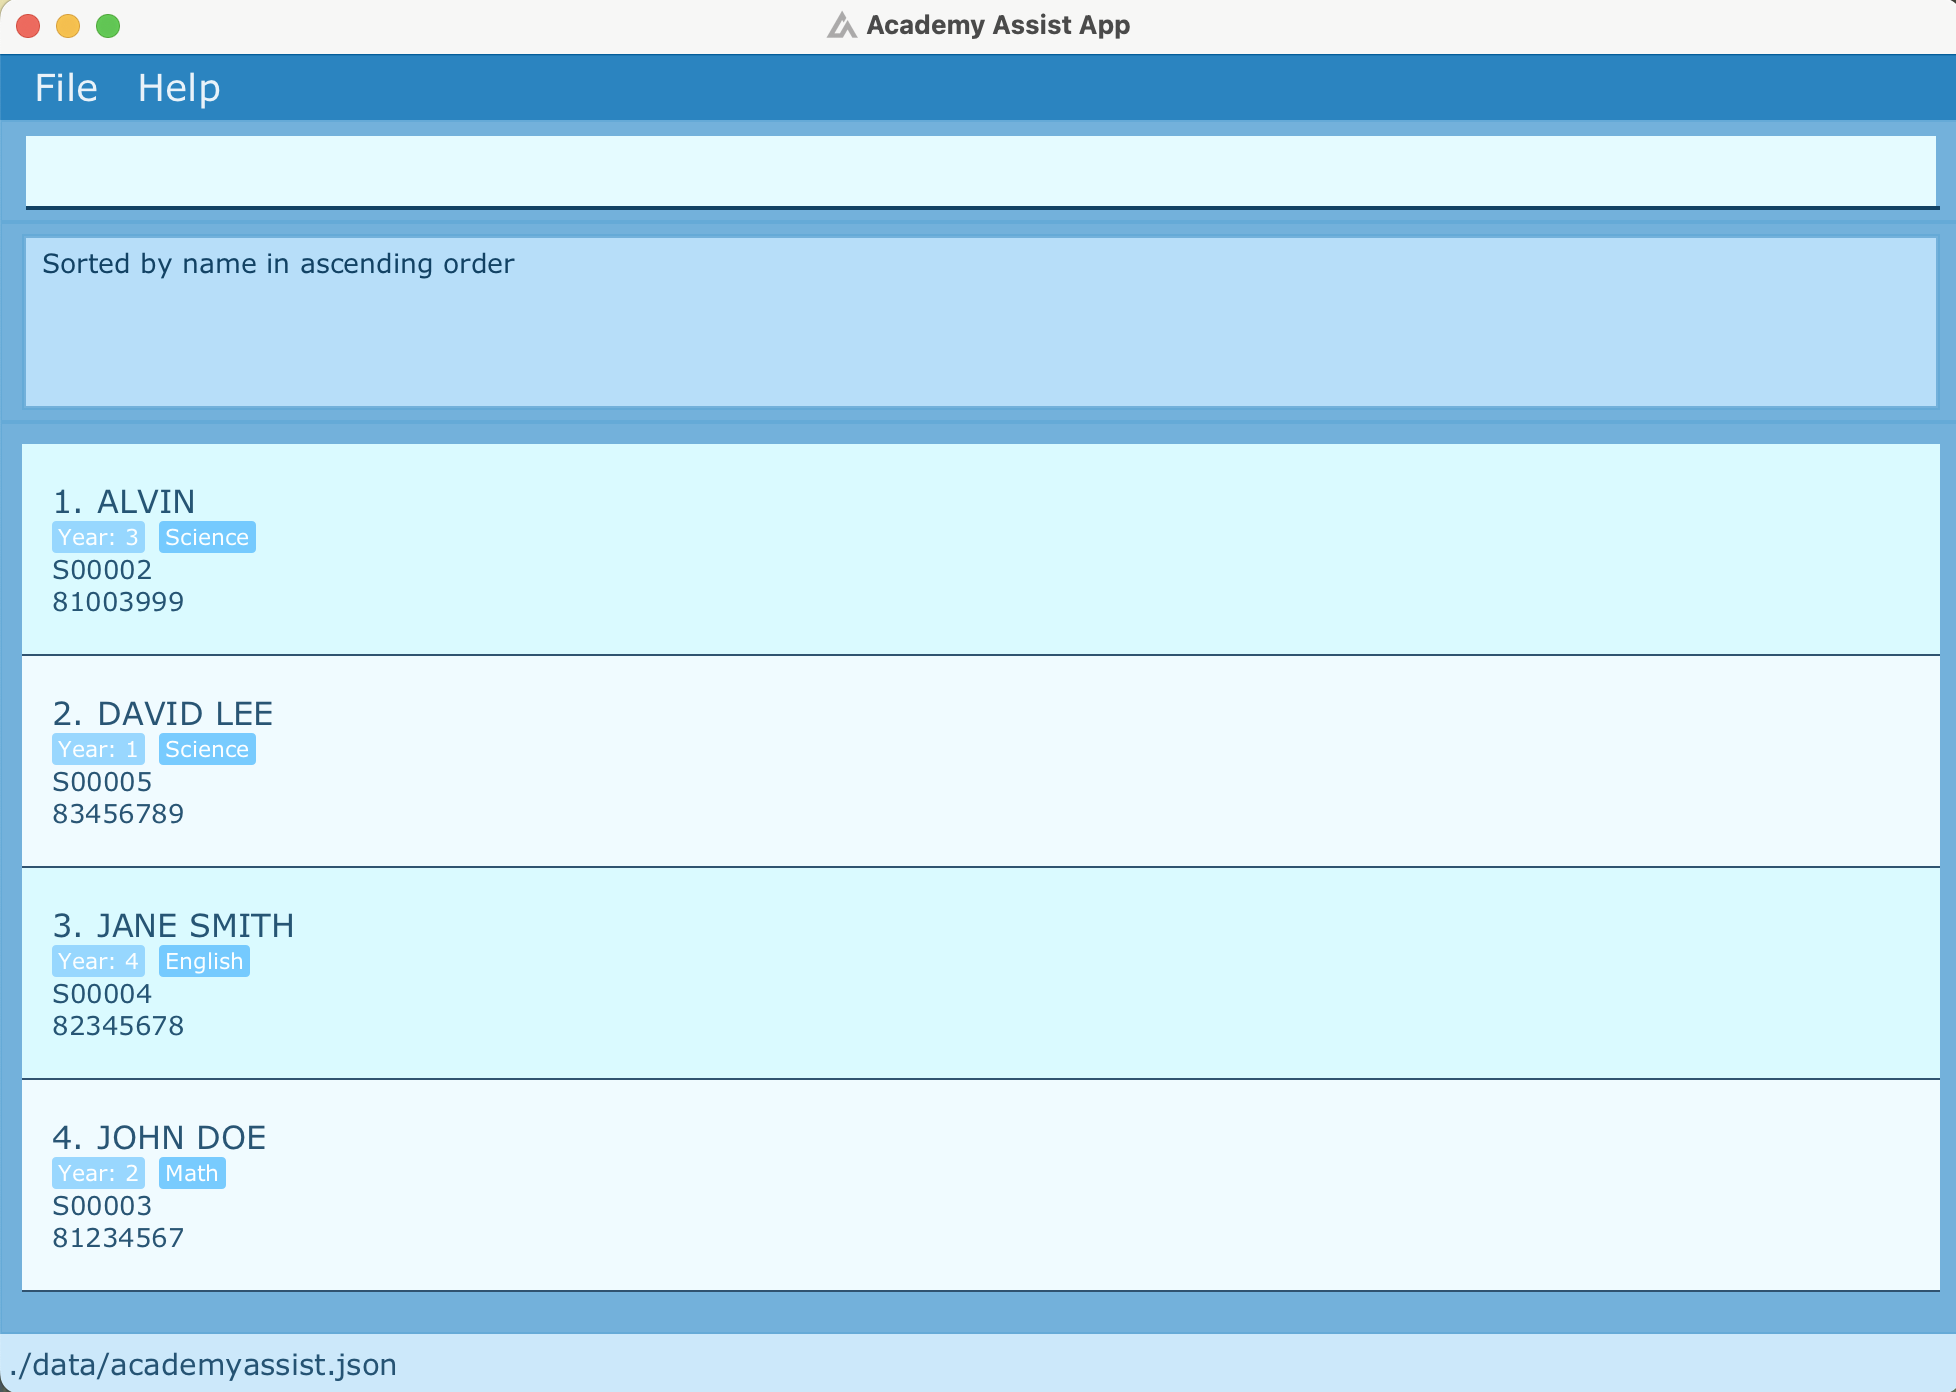 Academy Assist App
File Help
Sorted by name in ascending order
1. ALVIN
Year: 3 Science
S00002
81003999
2. DAVID LEE
Year: 1 Science
S00005
83456789
3. JANE SMITH
Year: 4 English
S00004
82345678
4. JOHN DOE
Year: 2 Math
S00003
81234567
./data/academyassist.json